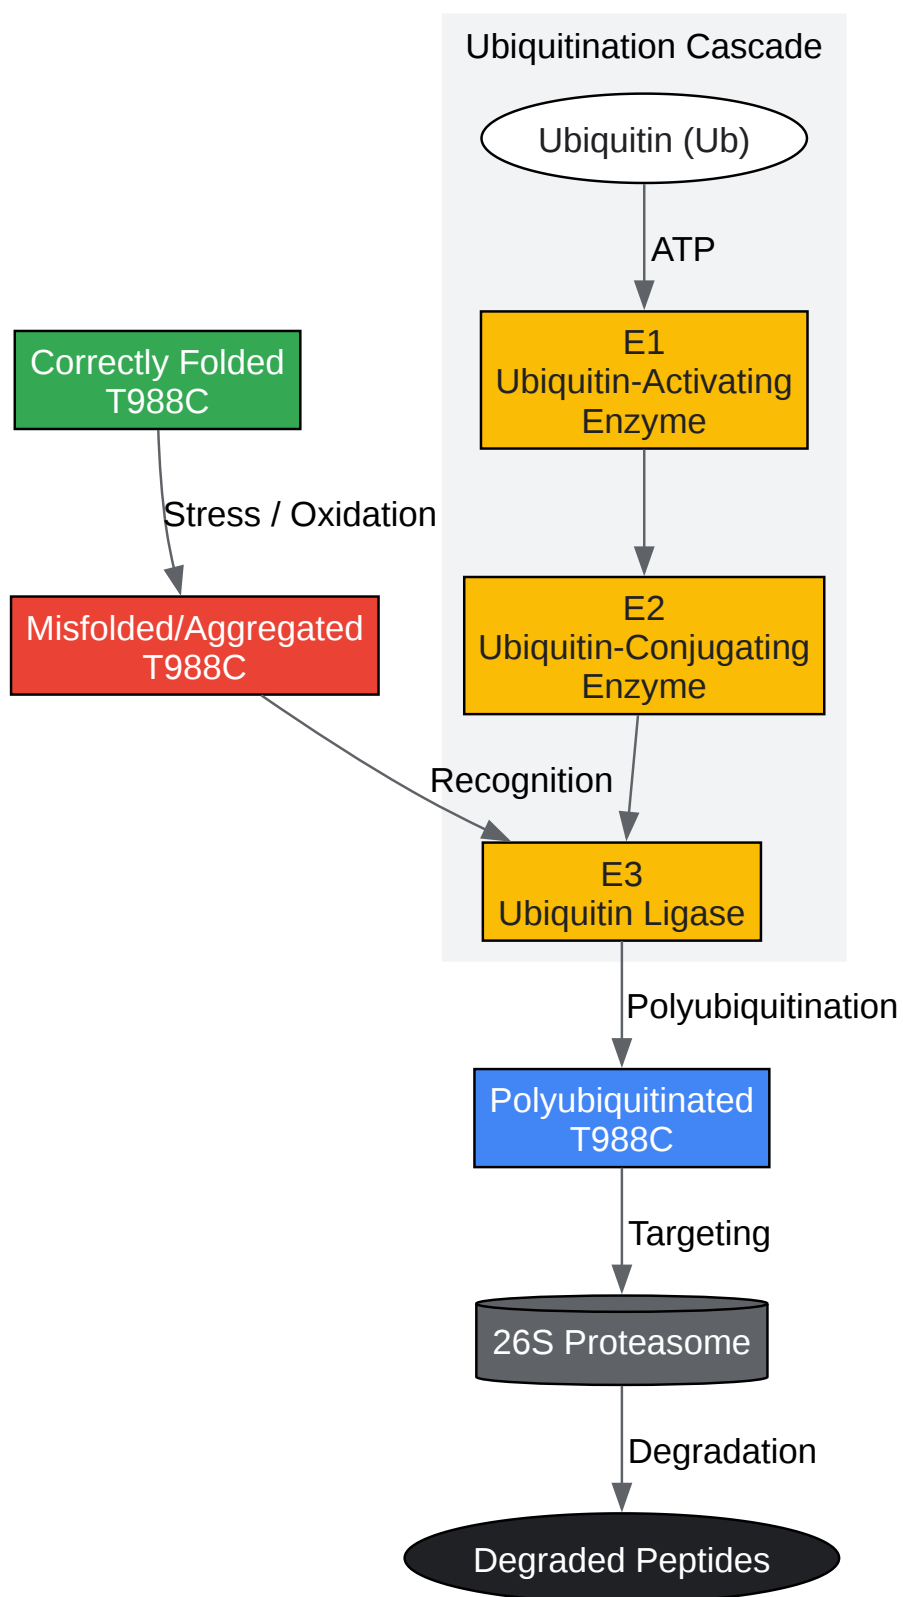 Ubiquitination Cascade
Ubiquitin (Ub)
ATP
E1
Ubiquitin-Activating
Enzyme
Correctly Folded
T988C
Stress / Oxidation
E2
Ubiquitin-Conjugating
Enzyme
Misfolded/Aggregated
T988C
Recognition
E3
Ubiquitin Ligase
Polyubiquitination
Polyubiquitinated
T988C
Targeting
26S Proteasome
Degradation
Degraded Peptides